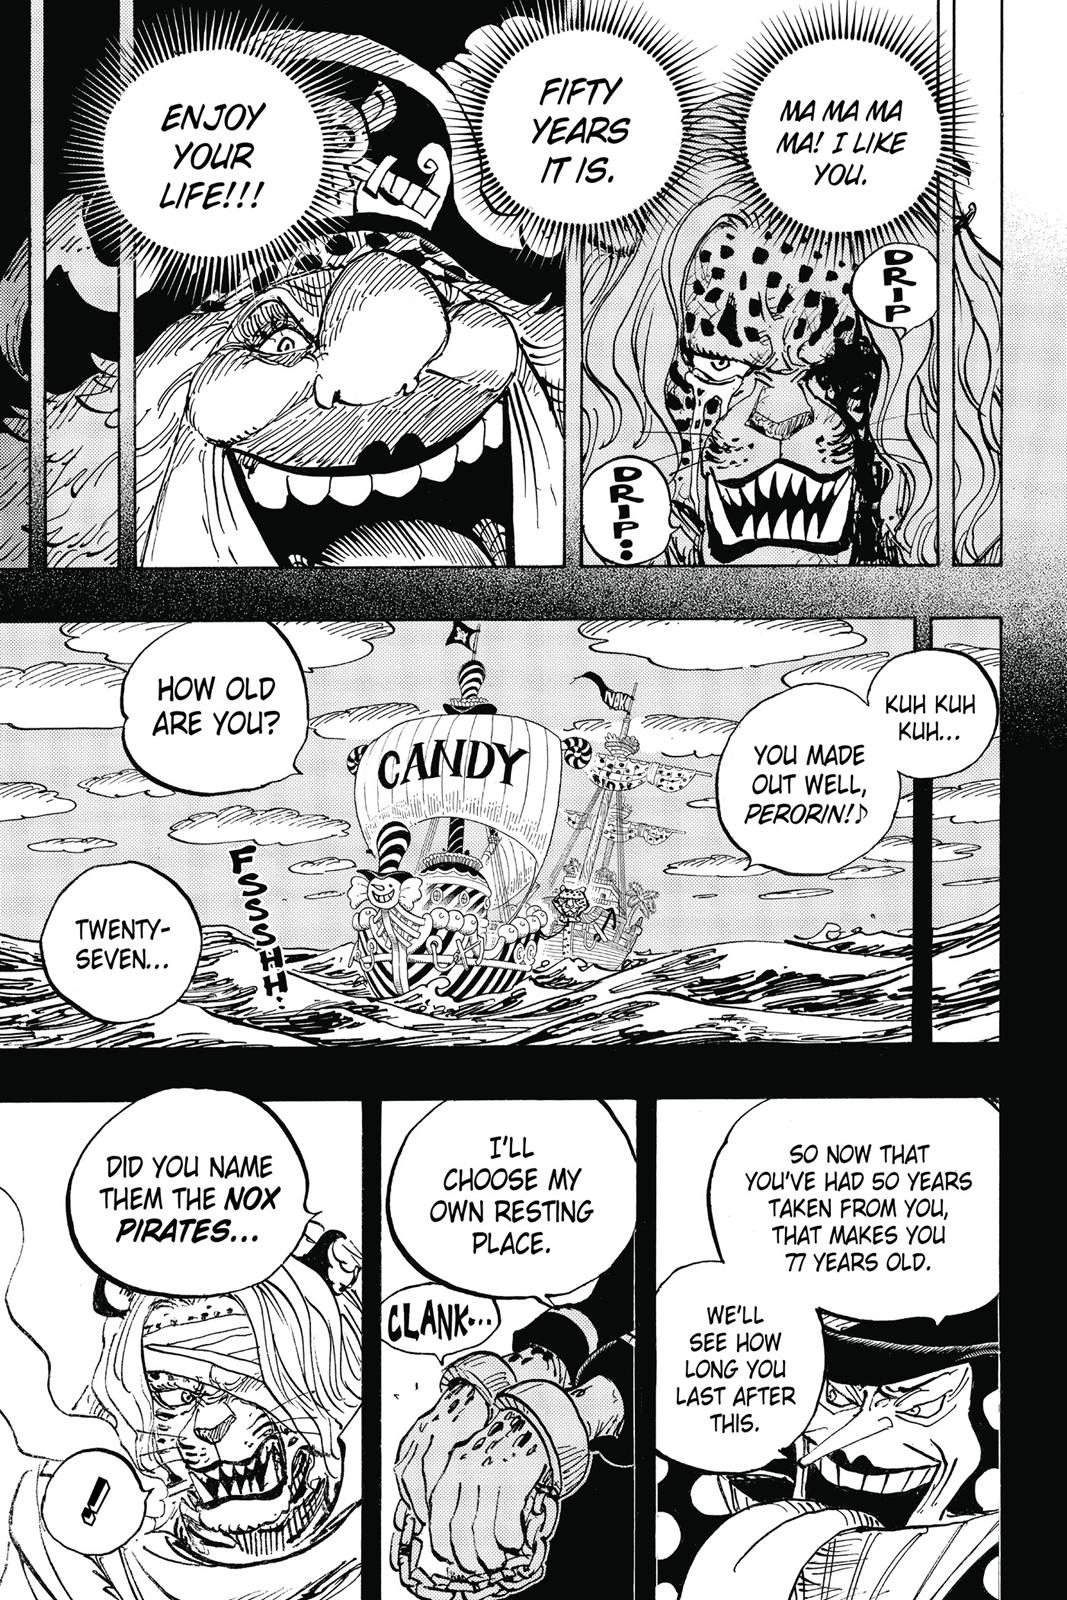 MA MA MA
MA! I LIKE
YOU.
DRIP
DRIP..
FIFTY
YEARS
IT IS.
ENJOY
YOUR
LIFE!!!
KUH KUH
KUH...
YOU MADE
OUT WELL,
PERORIN!♪
NOX
CANDY
HOW OLD
ARE YOU?
FSSSHH.
TWENTY-
SEVEN...
SO NOW THAT
YOU'VE HAD 50 YEARS
TAKEN FROM YOU,
THAT MAKES YOU
77 YEARS OLD.
WE'LL
SEE HOW
LONG YOU
LAST AFTER
THIS.
I'LL
CHOOSE MY
OWN RESTING
PLACE.
CLANK...
DID YOU NAME
THEM THE NOX
PIRATES...
!!